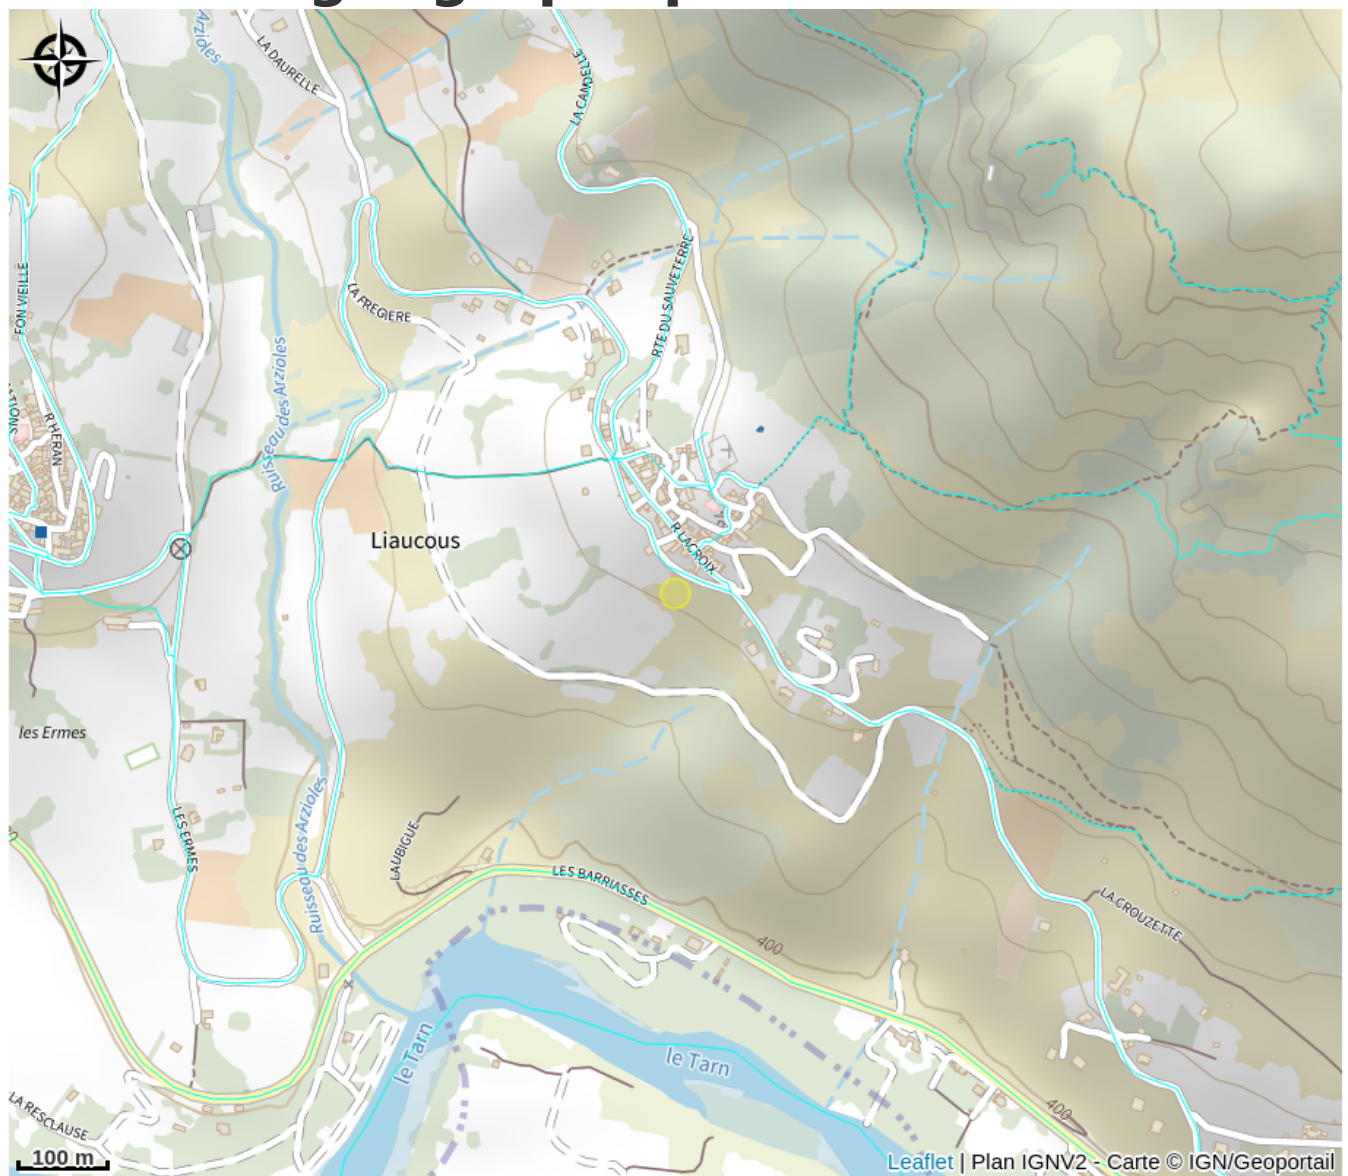 Arzioles
LA DAURELLE
LA CANDELLE
FON VIEILLE
LA FREGIERE
RTE DU SAUVETERRE
Ruisseau des Arzioles
R HERAN
R LACROIX
Liaucous
les Ermes
LES ERMES
Ruisseau des Arzioles
LAUBIGUE
LES BARRIASSES
400
LA CROUZETTE
le Tarn
le Tarn
400
LA RESCLAUSE
100 m
Leaflet | Plan IGNV2 - Carte © IGN/Geoportail